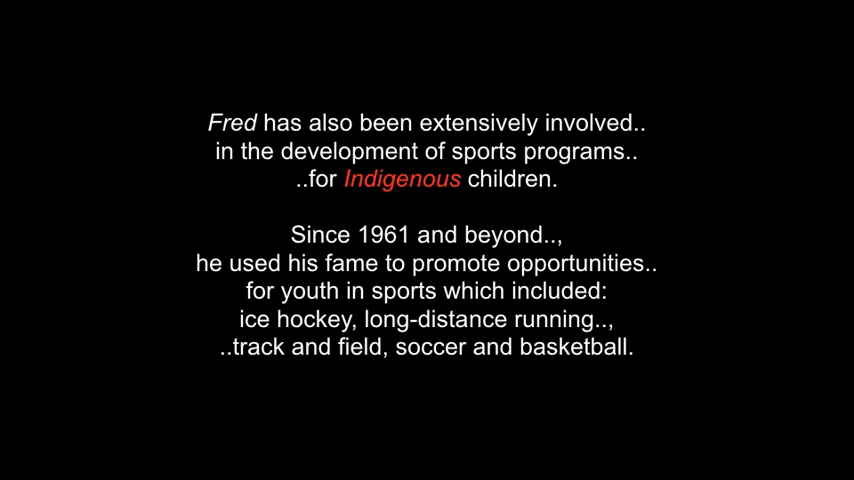 Fred has also been extensively involved..
in the development of sports programs..
..for Indigenous children.
Since 1961 and beyond..,
he used his fame to promote opportunities..
for youth in sports which included:
ice hockey, long-distance running..,
..track and field, soccer and basketball.